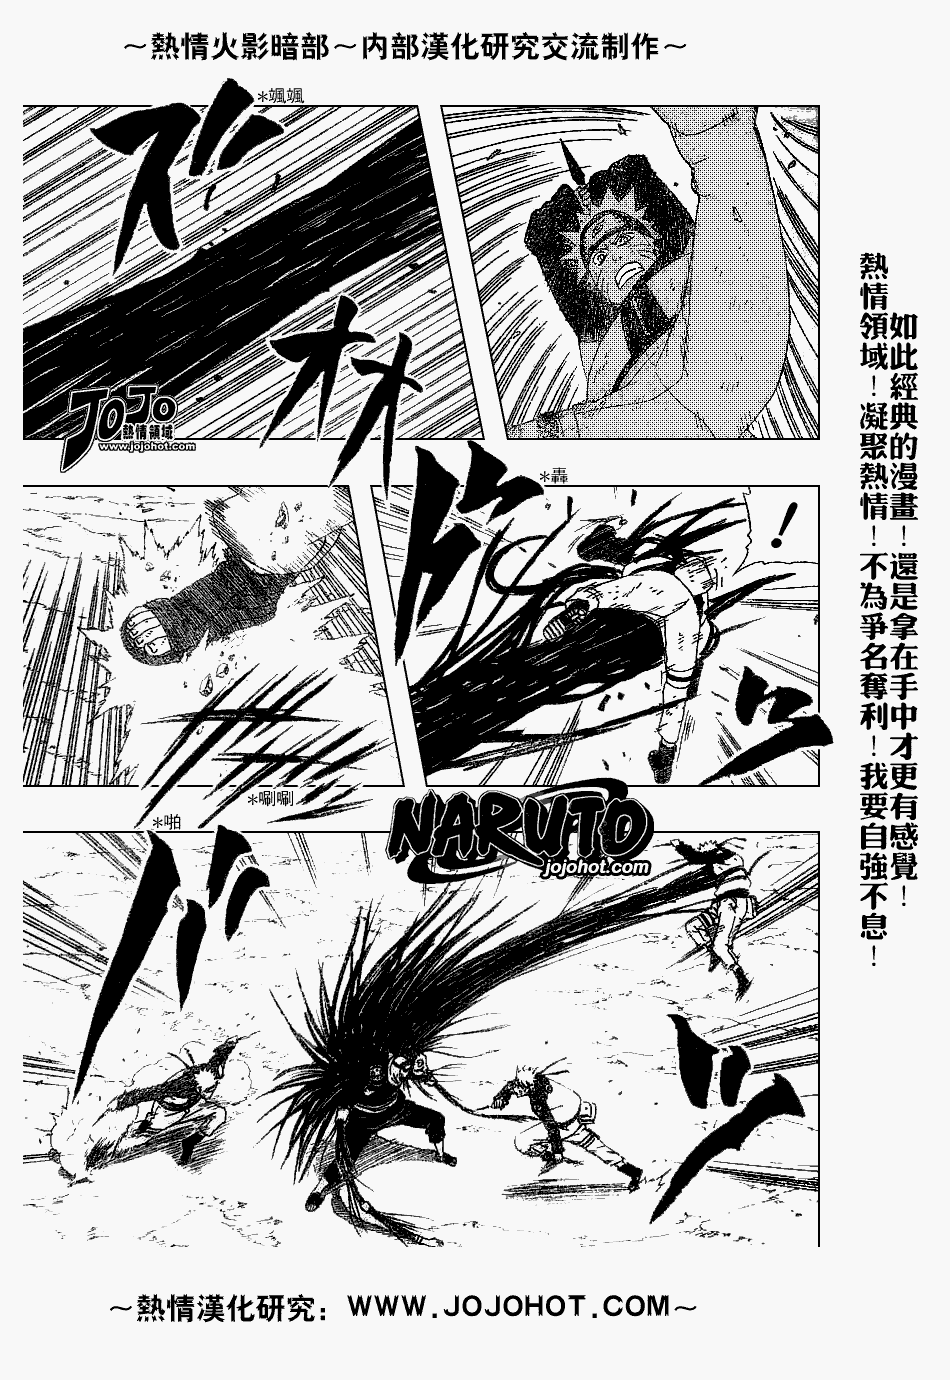 ~熱情火影暗部~内部漢化研究交流制作~
*颯颯
ズ
オオ
JOJO
熱情領域
www.jojohot.com
*轟
!
*唰唰
*啪
NARUTO
jojohot.com
如此經典的漫畫!還是拿在手中才更有感覺!
熱情領域!凝聚熱情!不為爭名奪利!我要自強不息!
~熱情漢化研究:WWW.JOJOHOT.COM~